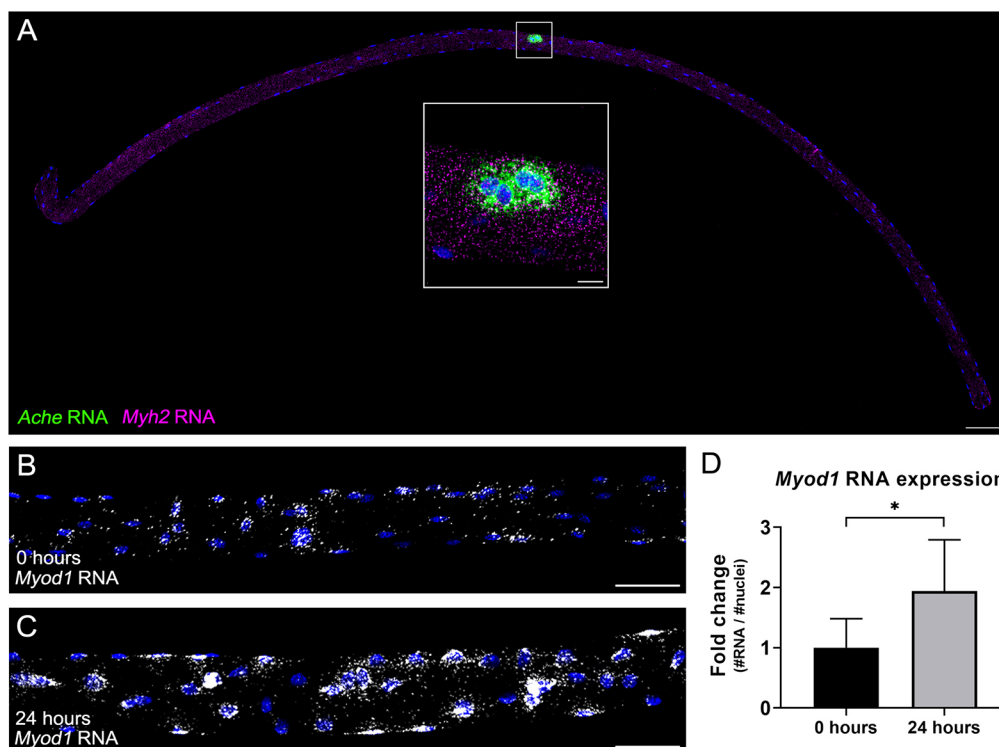 A
Ache RNA Myh2 RNA
B
0 hours
Myod1 RNA
C
24 hours
Myod1 RNA
D
Myod1 RNA expression
*
Fold change
(#RNA / #nuclei)
3
2
1
0
0 hours 24 hours